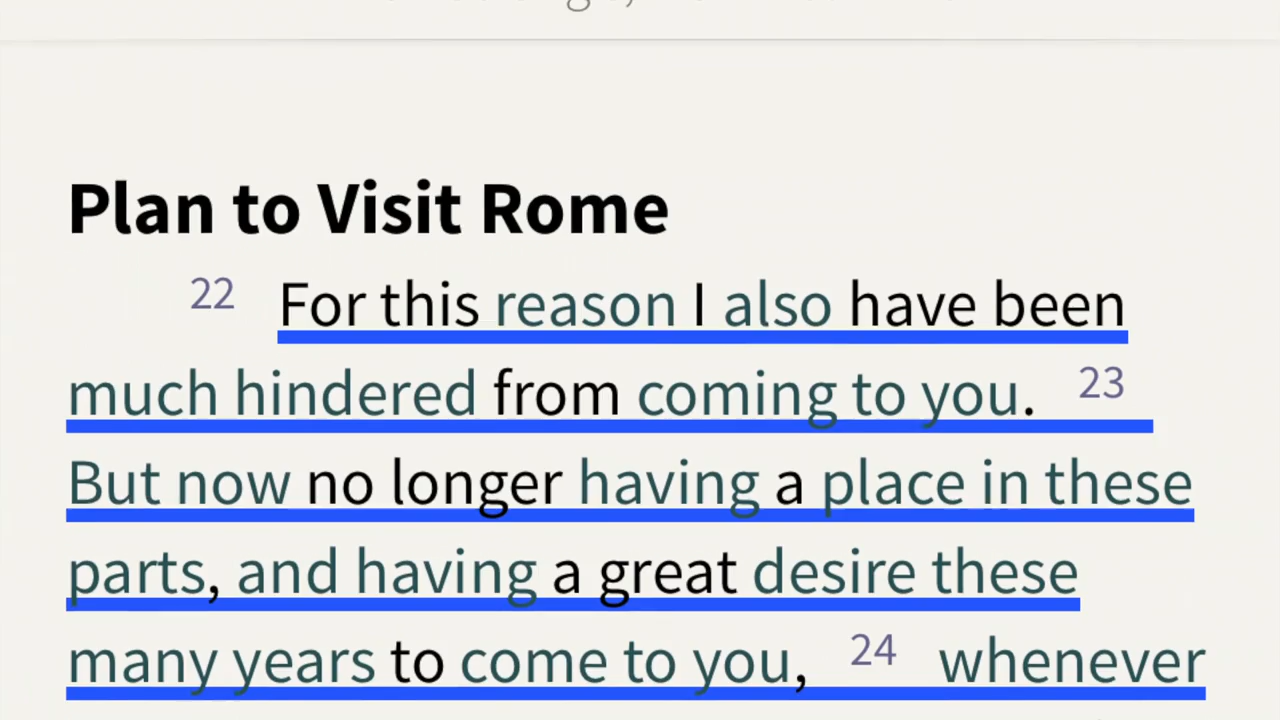 Plan to Visit Rome
22 For this reason I also have been
much hindered from coming to you. 23
But now no longer having a place in these
parts, and having a great desire these
many years to come to you, 24 whenever